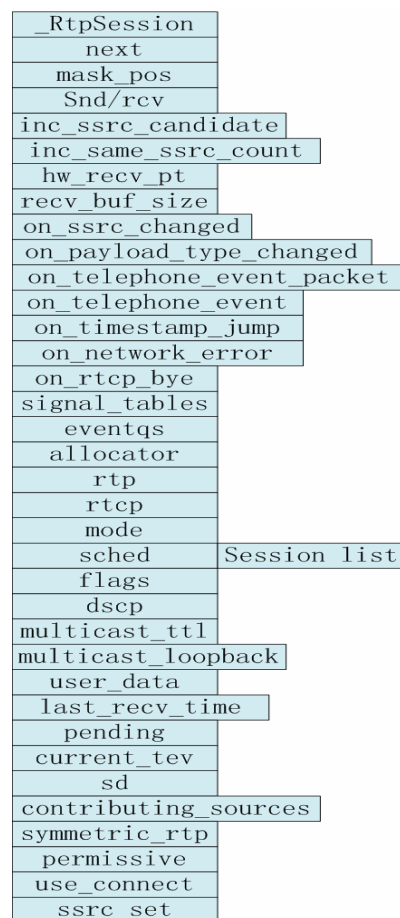 _RtpSession
next
mask_pos
Snd/rcv
inc_ssrc_candidate
inc_same_ssrc_count
hw_recv_pt
recv_buf_size
on_ssrc_changed
on_payload_type_changed
on_telephone_event_packet
on_telephone_event
on_timestamp_jump
on_network_error
on_rtcp_bye
signal_tables
eventqs
allocator
rtp
rtcp
mode
sched Session list
flags
dscp
multicast_ttl
multicast_loopback
user_data
last_recv_time
pending
current_tev
sd
contributing_sources
symmetric_rtp
permissive
use_connect
ssrc_set